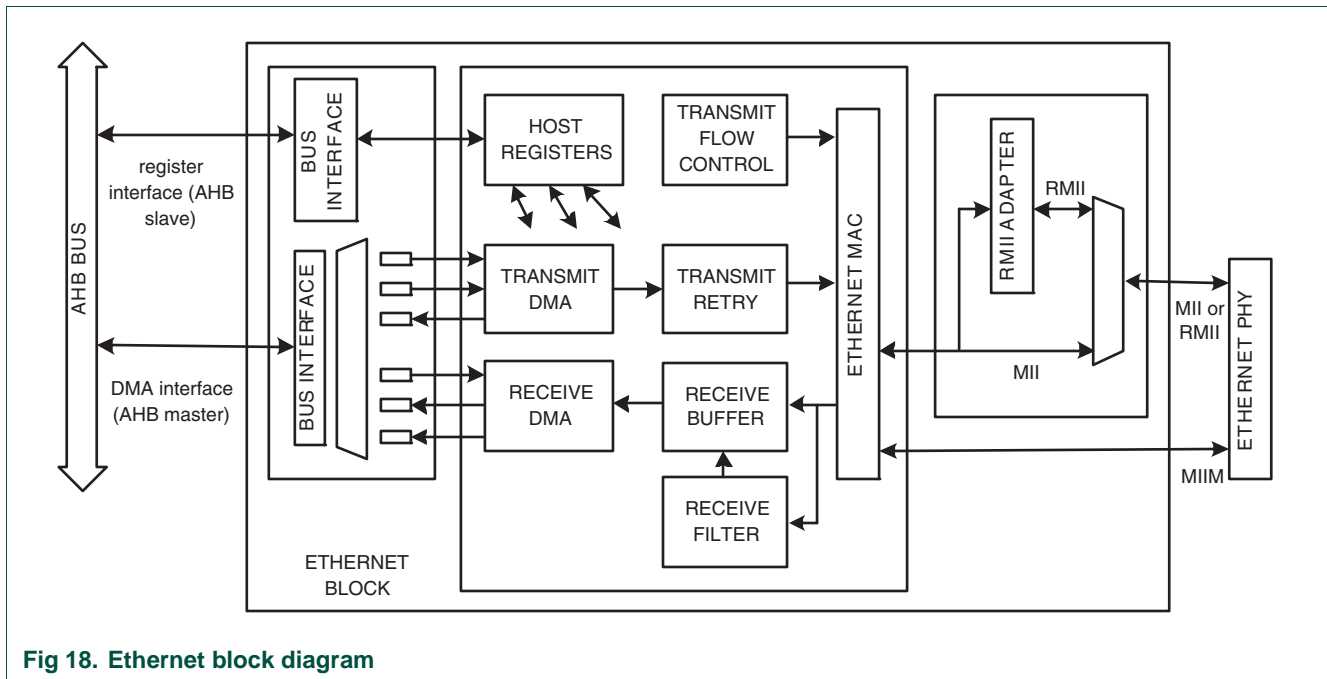 AHB BUS
register
interface (AHB
slave)
DMA interface
(AHB master)
BUS
INTERFACE
BUS INTERFACE
HOST
REGISTERS
TRANSMIT
FLOW
CONTROL
TRANSMIT
DMA
TRANSMIT
RETRY
RECEIVE
DMA
RECEIVE
BUFFER
RECEIVE
FILTER
ETHERNET
BLOCK
ETHERNET MAC
RMII ADAPTER
RMII
MII
MII or
RMII
MIIM
ETHERNET PHY
Fig 18. Ethernet block diagram